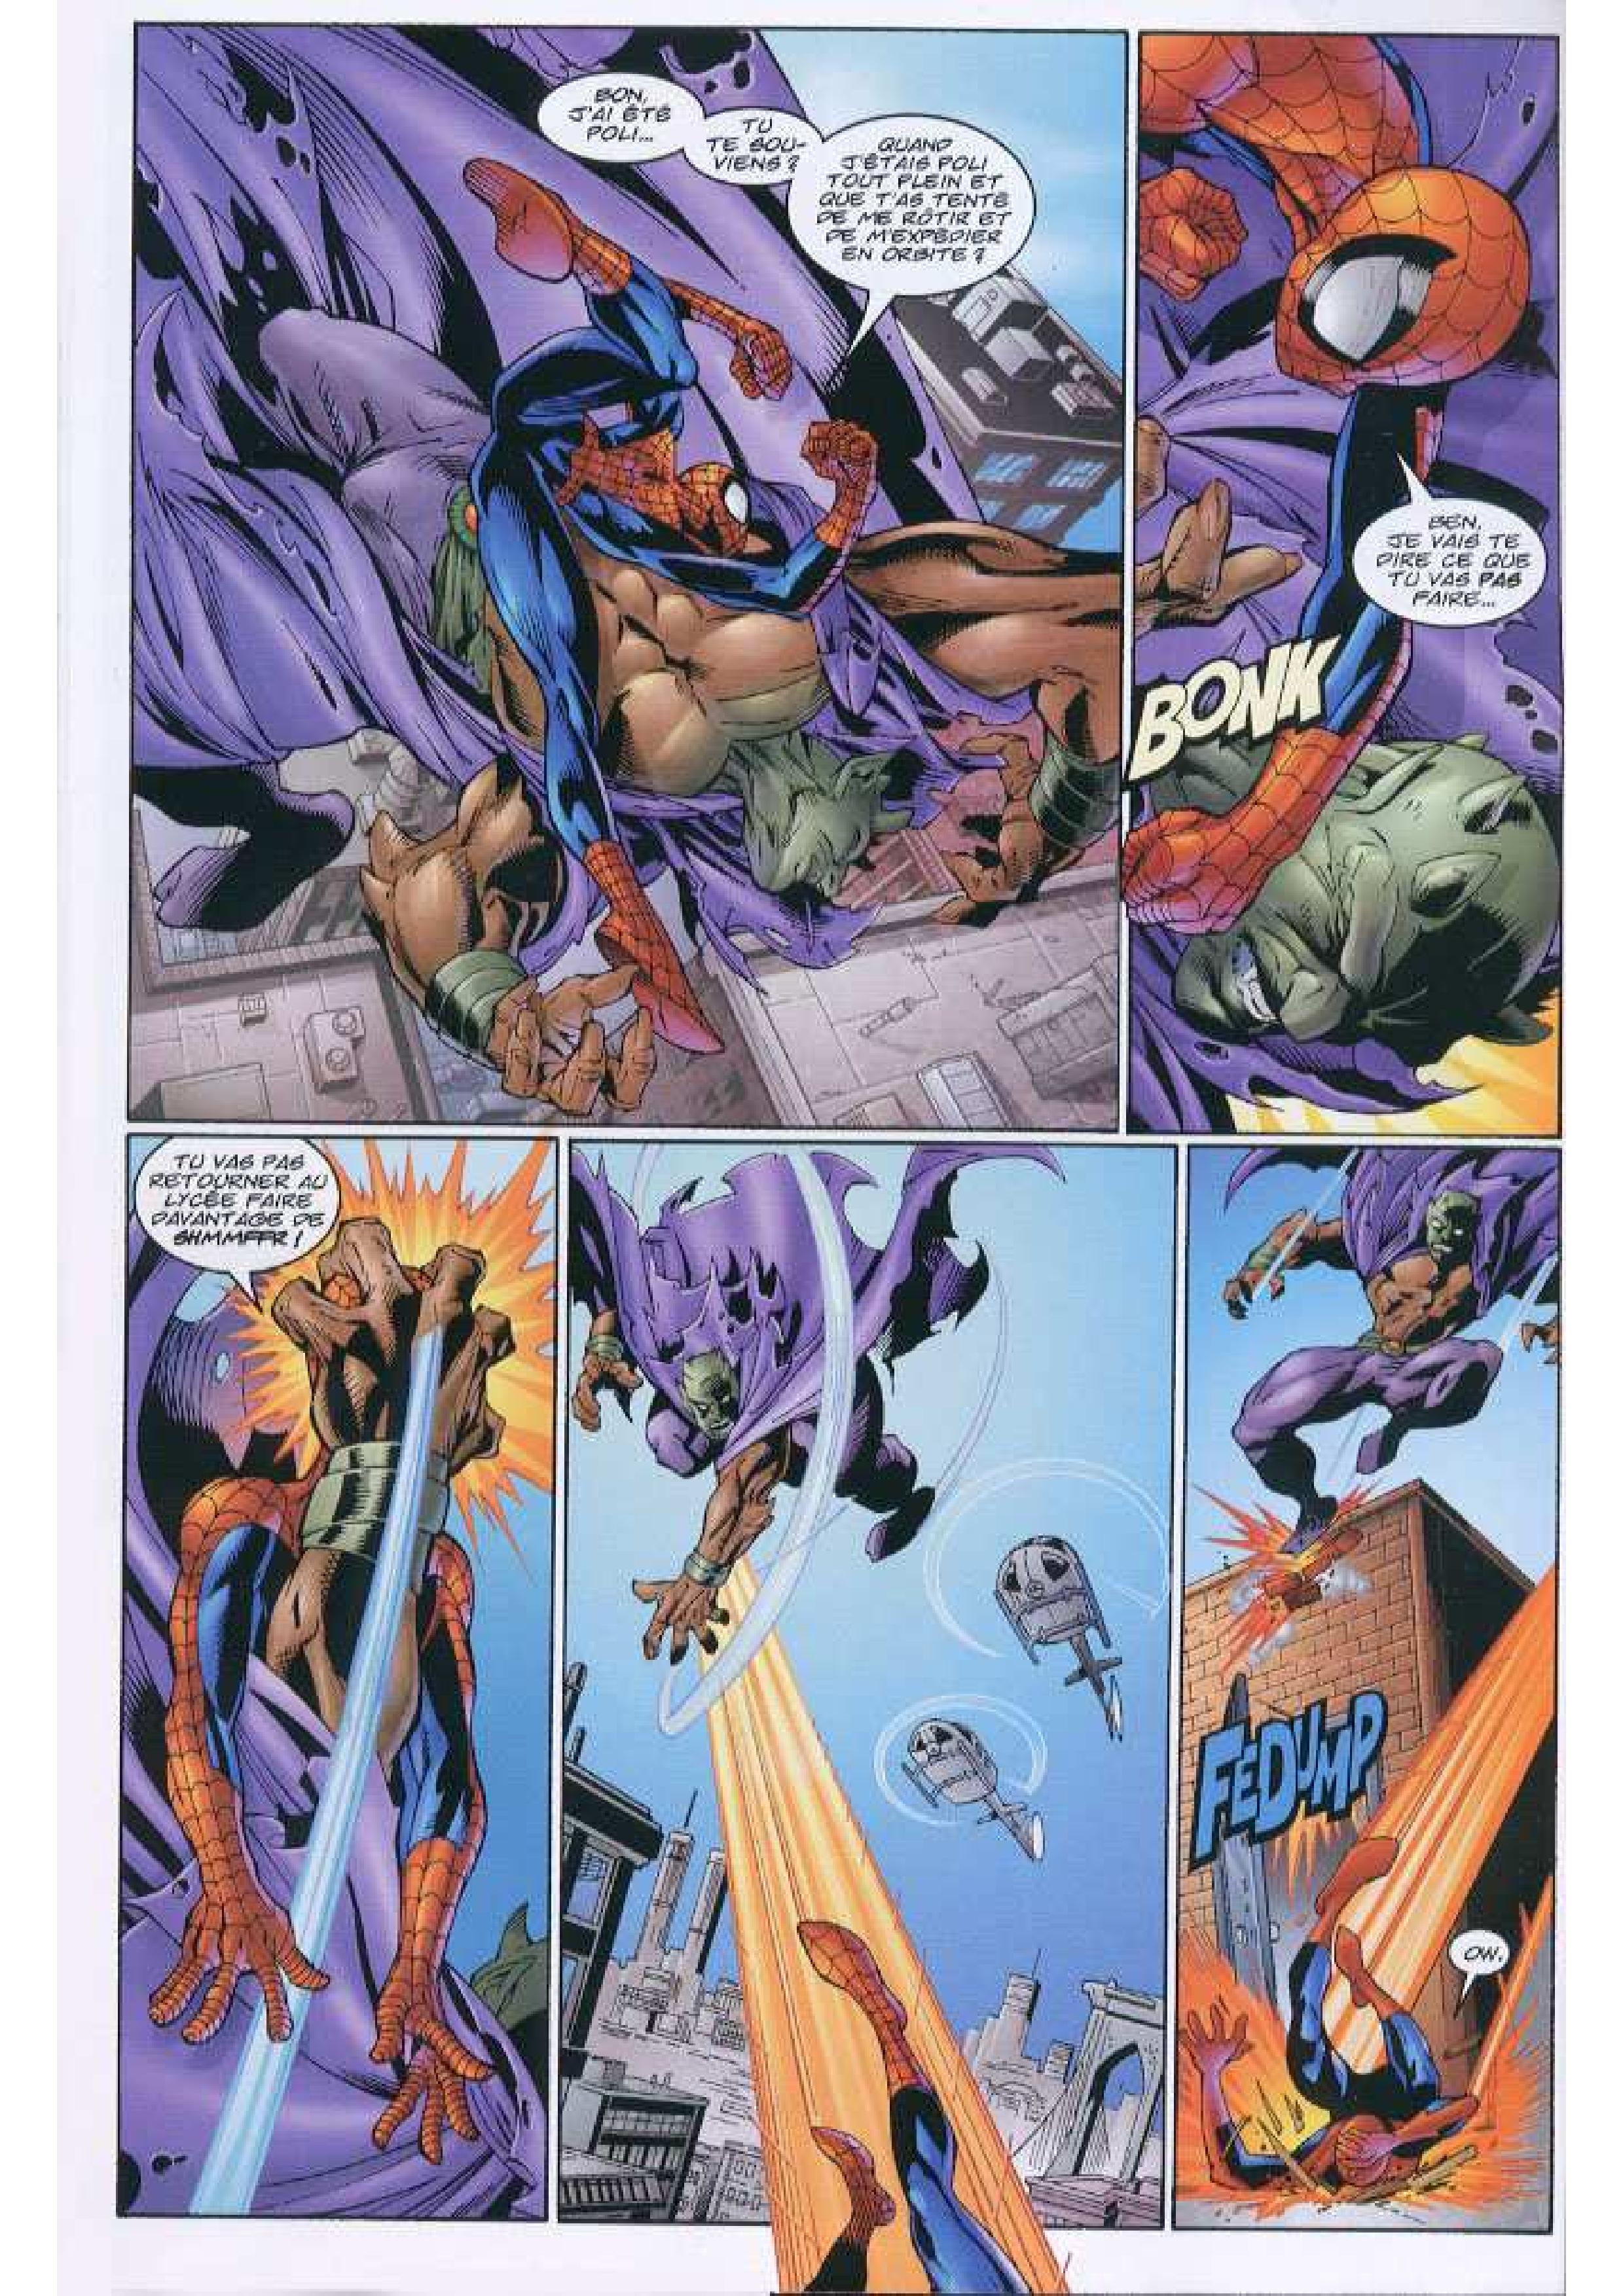 BON,
J'AI ÉTÉ
POLI...
TU
TE SOU-
VIENS ?
QUAND
J'ÉTAIS POLI
TOUT PLEIN ET
QUE T'AS TENTÉ
DE ME RÔTIR ET
DE M'EXPÉDIER
EN ORBITE ?
BEN,
JE VAIS TE
DIRE CE QUE
TU VAS PAS
FAIRE...
BONK
TU VAS PAS
RETOURNER AU
LYCÉE FAIRE
DAVANTAGE DE
SHMMFFR !
FEDUMP
OW.